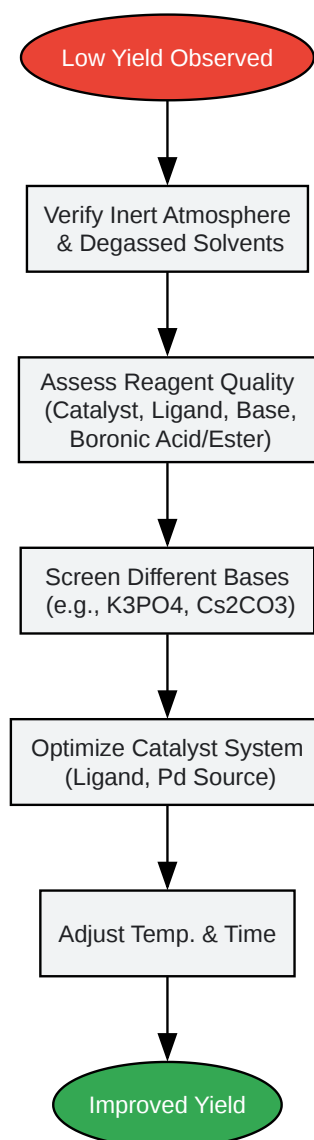 Low Yield Observed
Verify Inert Atmosphere
& Degassed Solvents
Assess Reagent Quality
(Catalyst, Ligand, Base,
Boronic Acid/Ester)
Screen Different Bases
(e.g., K3PO4, Cs2CO3)
Optimize Catalyst System
(Ligand, Pd Source)
Adjust Temp. & Time
Improved Yield